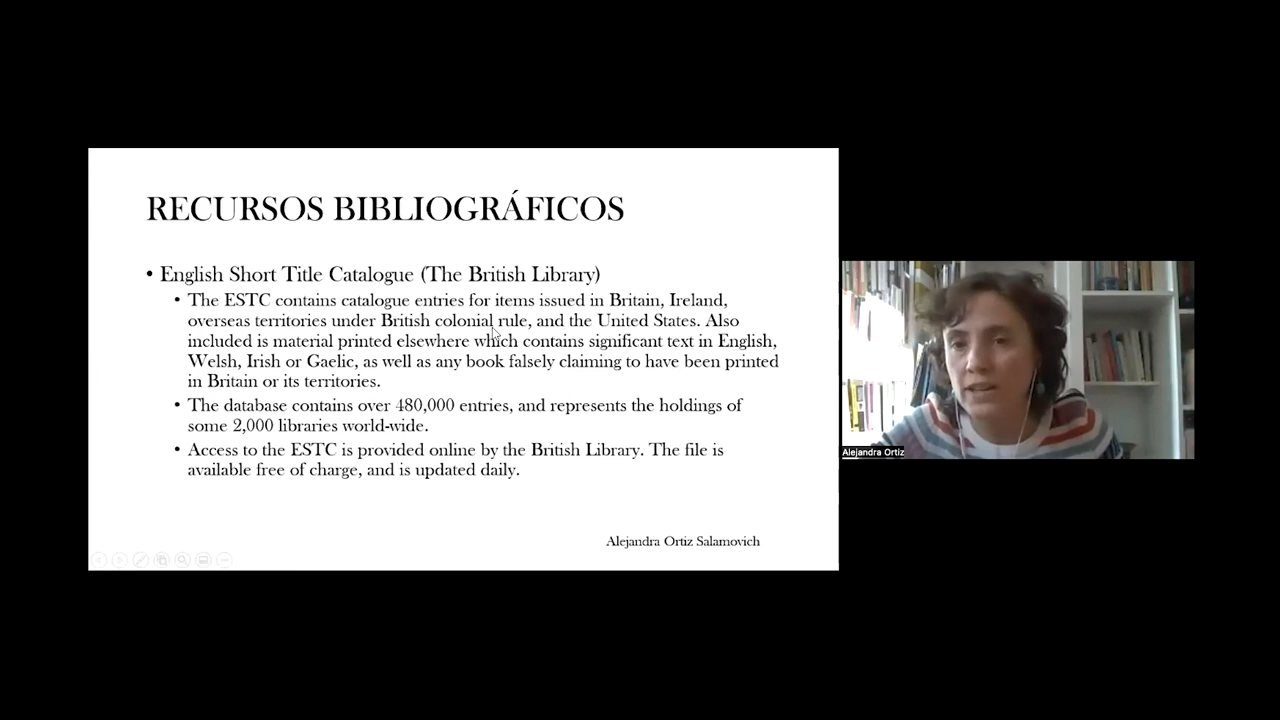 RECURSOS BIBLIOGRÁFICOS
• English Short Title Catalogue (The British Library)
• The ESTC contains catalogue entries for items issued in Britain, Ireland,
overseas territories under British colonial rule, and the United States. Also
included is material printed elsewhere which contains significant text in English,
Welsh, Irish or Gaelic, as well as any book falsely claiming to have been printed
in Britain or its territories.
• The database contains over 480,000 entries, and represents the holdings of
some 2,000 libraries world-wide.
• Access to the ESTC is provided online by the British Library. The file is
available free of charge, and is updated daily.
Alejandra Ortiz Salamovich
Alejandra Ortiz